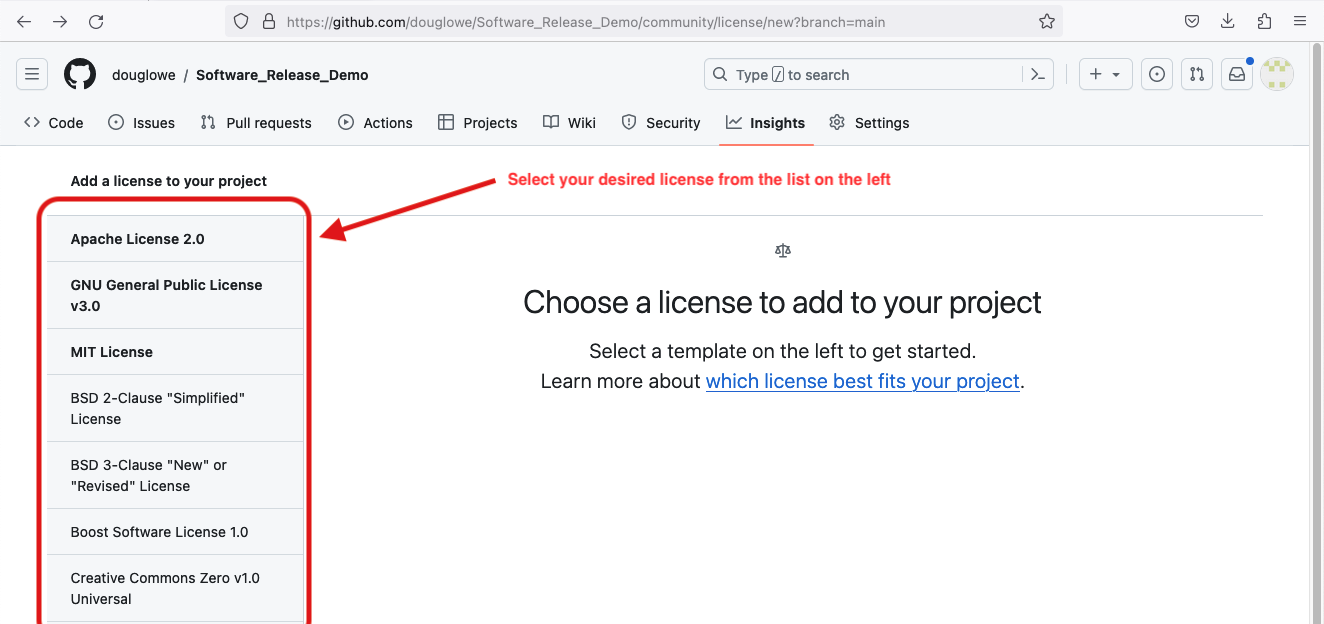 https://github.com/douglowe/Software_Release_Demo/community/license/new?branch=main
douglowe / Software_Release_Demo
Type / to search
Code
Issues
Pull requests
Actions
Projects
Wiki
Security
Insights
Settings
Add a license to your project
Select your desired license from the list on the left
Apache License 2.0
GNU General Public License
v3.0
MIT License
BSD 2-Clause "Simplified"
License
BSD 3-Clause "New" or
"Revised" License
Boost Software License 1.0
Creative Commons Zero v1.0
Universal
Choose a license to add to your project
Select a template on the left to get started.
Learn more about which license best fits your project.